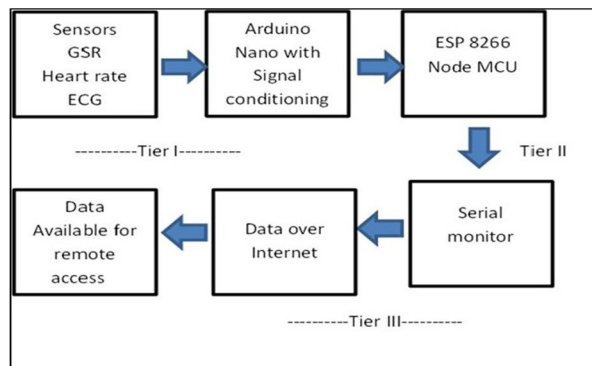 Sensors
GSR
Heart rate
ECG
Arduino
Nano with
Signal
conditioning
ESP 8266
Node MCU
----------Tier I----------
Tier II
Serial
monitor
Data over
Internet
Data
Available for
remote
access
----------Tier III----------